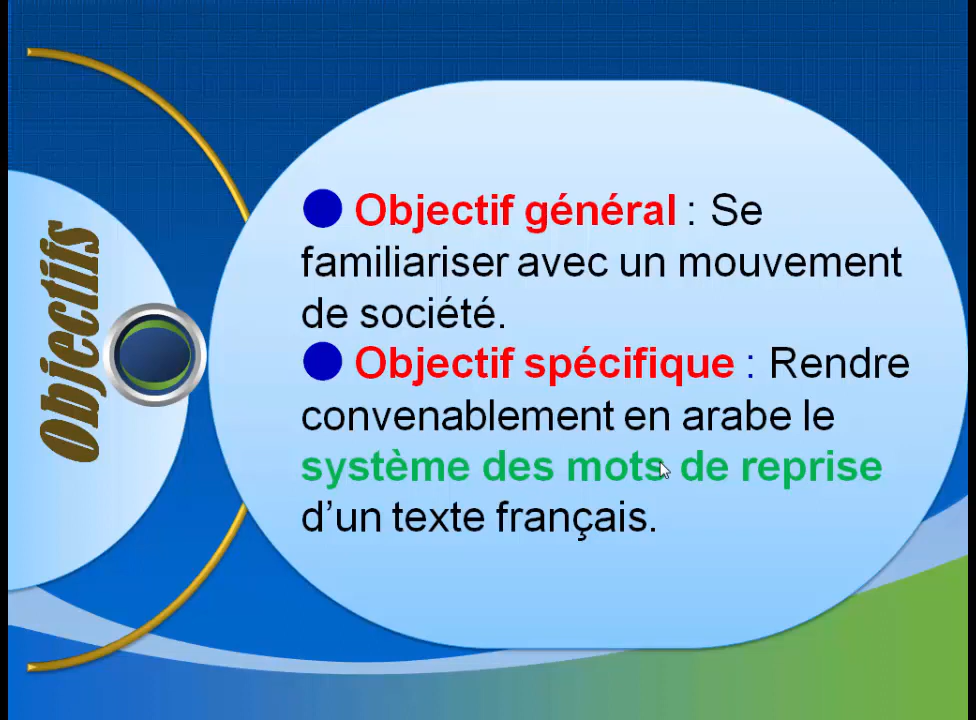 Objectifs
Objectif général : Se
familiariser avec un mouvement
de société.
Objectif spécifique : Rendre
convenablement en arabe le
système des mots de reprise
d’un texte français.